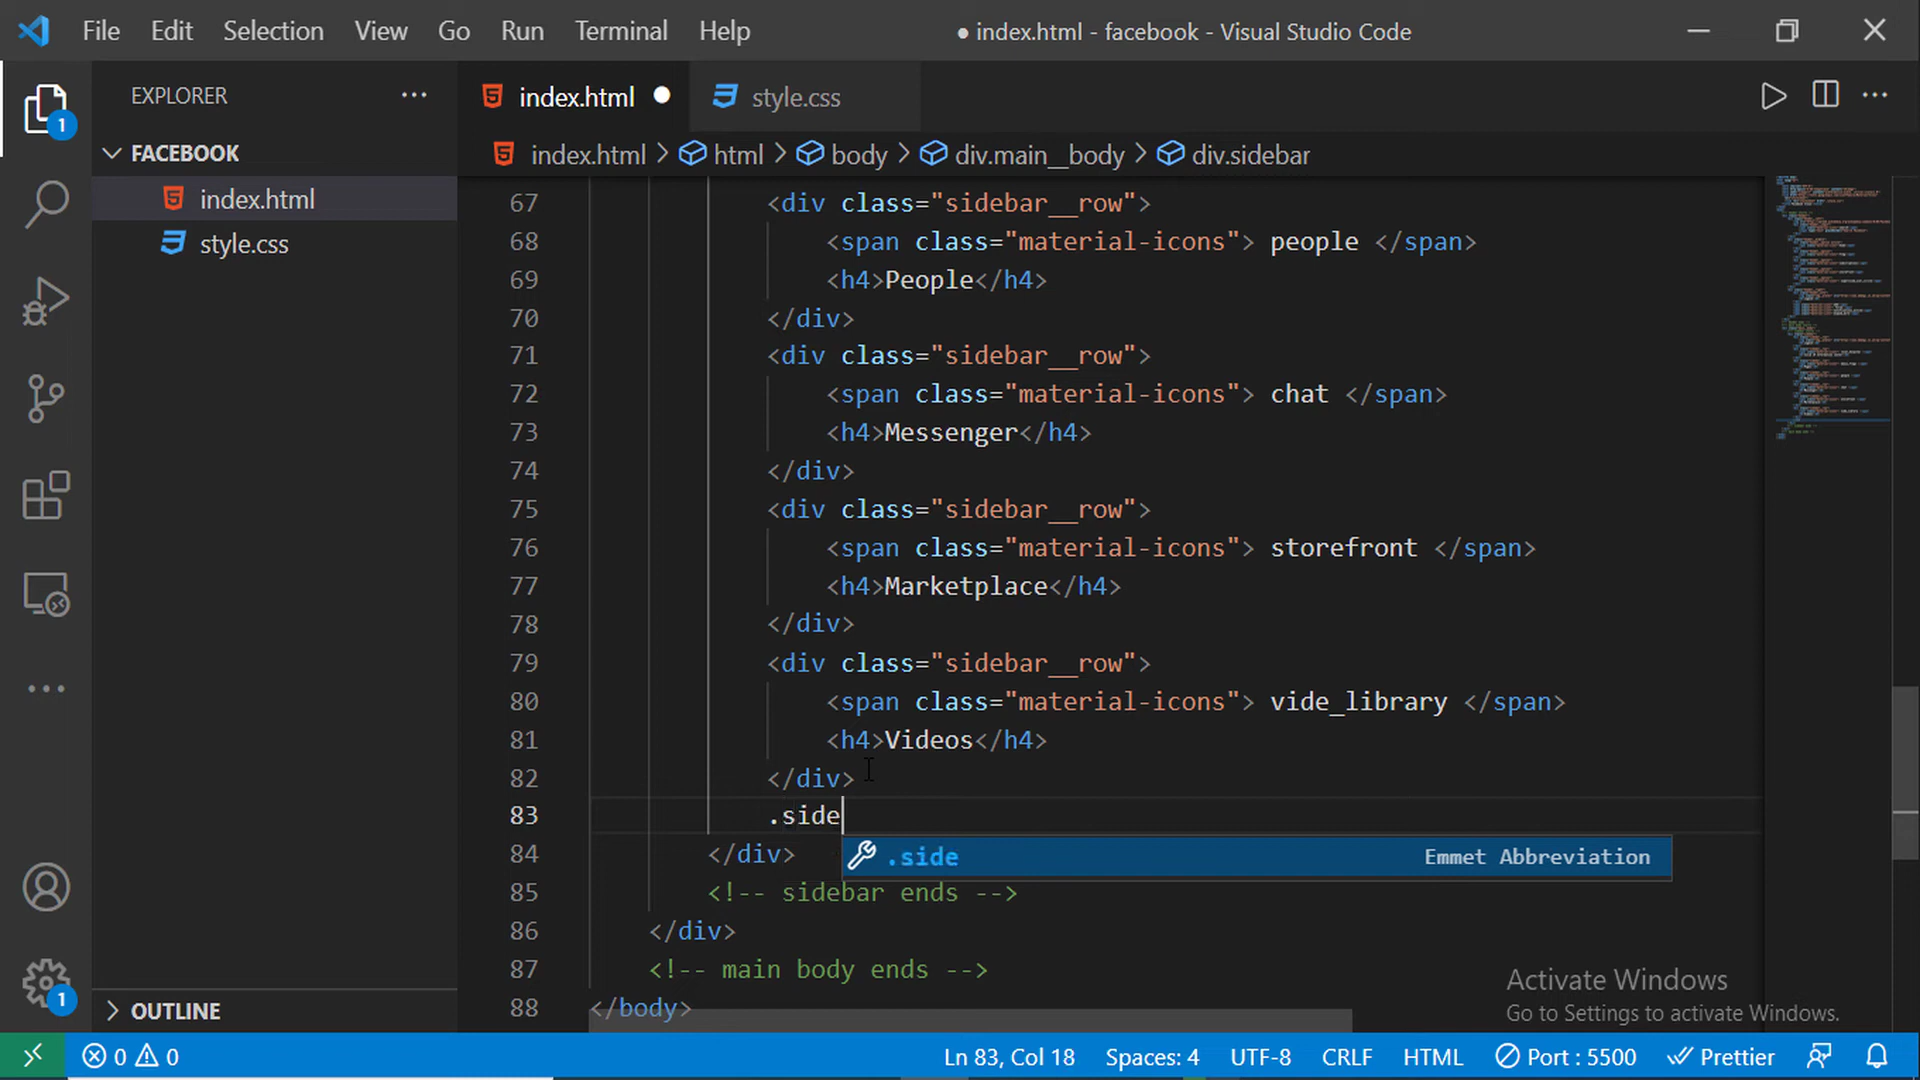 File Edit Selection View Go Run Terminal Help ● index.html - facebook - Visual Studio Code
EXPLORER ...
index.html ● style.css
FACEBOOK
index.html > html > body > div.main__body > div.sidebar
index.html
style.css
67 <div class="sidebar__row">
68 <span class="material-icons"> people </span>
69 <h4>People</h4>
70 </div>
71 <div class="sidebar__row">
72 <span class="material-icons"> chat </span>
73 <h4>Messenger</h4>
74 </div>
75 <div class="sidebar__row">
76 <span class="material-icons"> storefront </span>
77 <h4>Marketplace</h4>
78 </div>
79 <div class="sidebar__row">
80 <span class="material-icons"> vide_library </span>
81 <h4>Videos</h4>
82 </div>
83 .side
.side Emmet Abbreviation
84 </div>
85 <!-- sidebar ends -->
86 </div>
87 <!-- main body ends -->
88 </body>
1
1
OUTLINE
Activate Windows
Go to Settings to activate Windows.
0 0 Ln 83, Col 18 Spaces: 4 UTF-8 CRLF HTML Port : 5500 Prettier